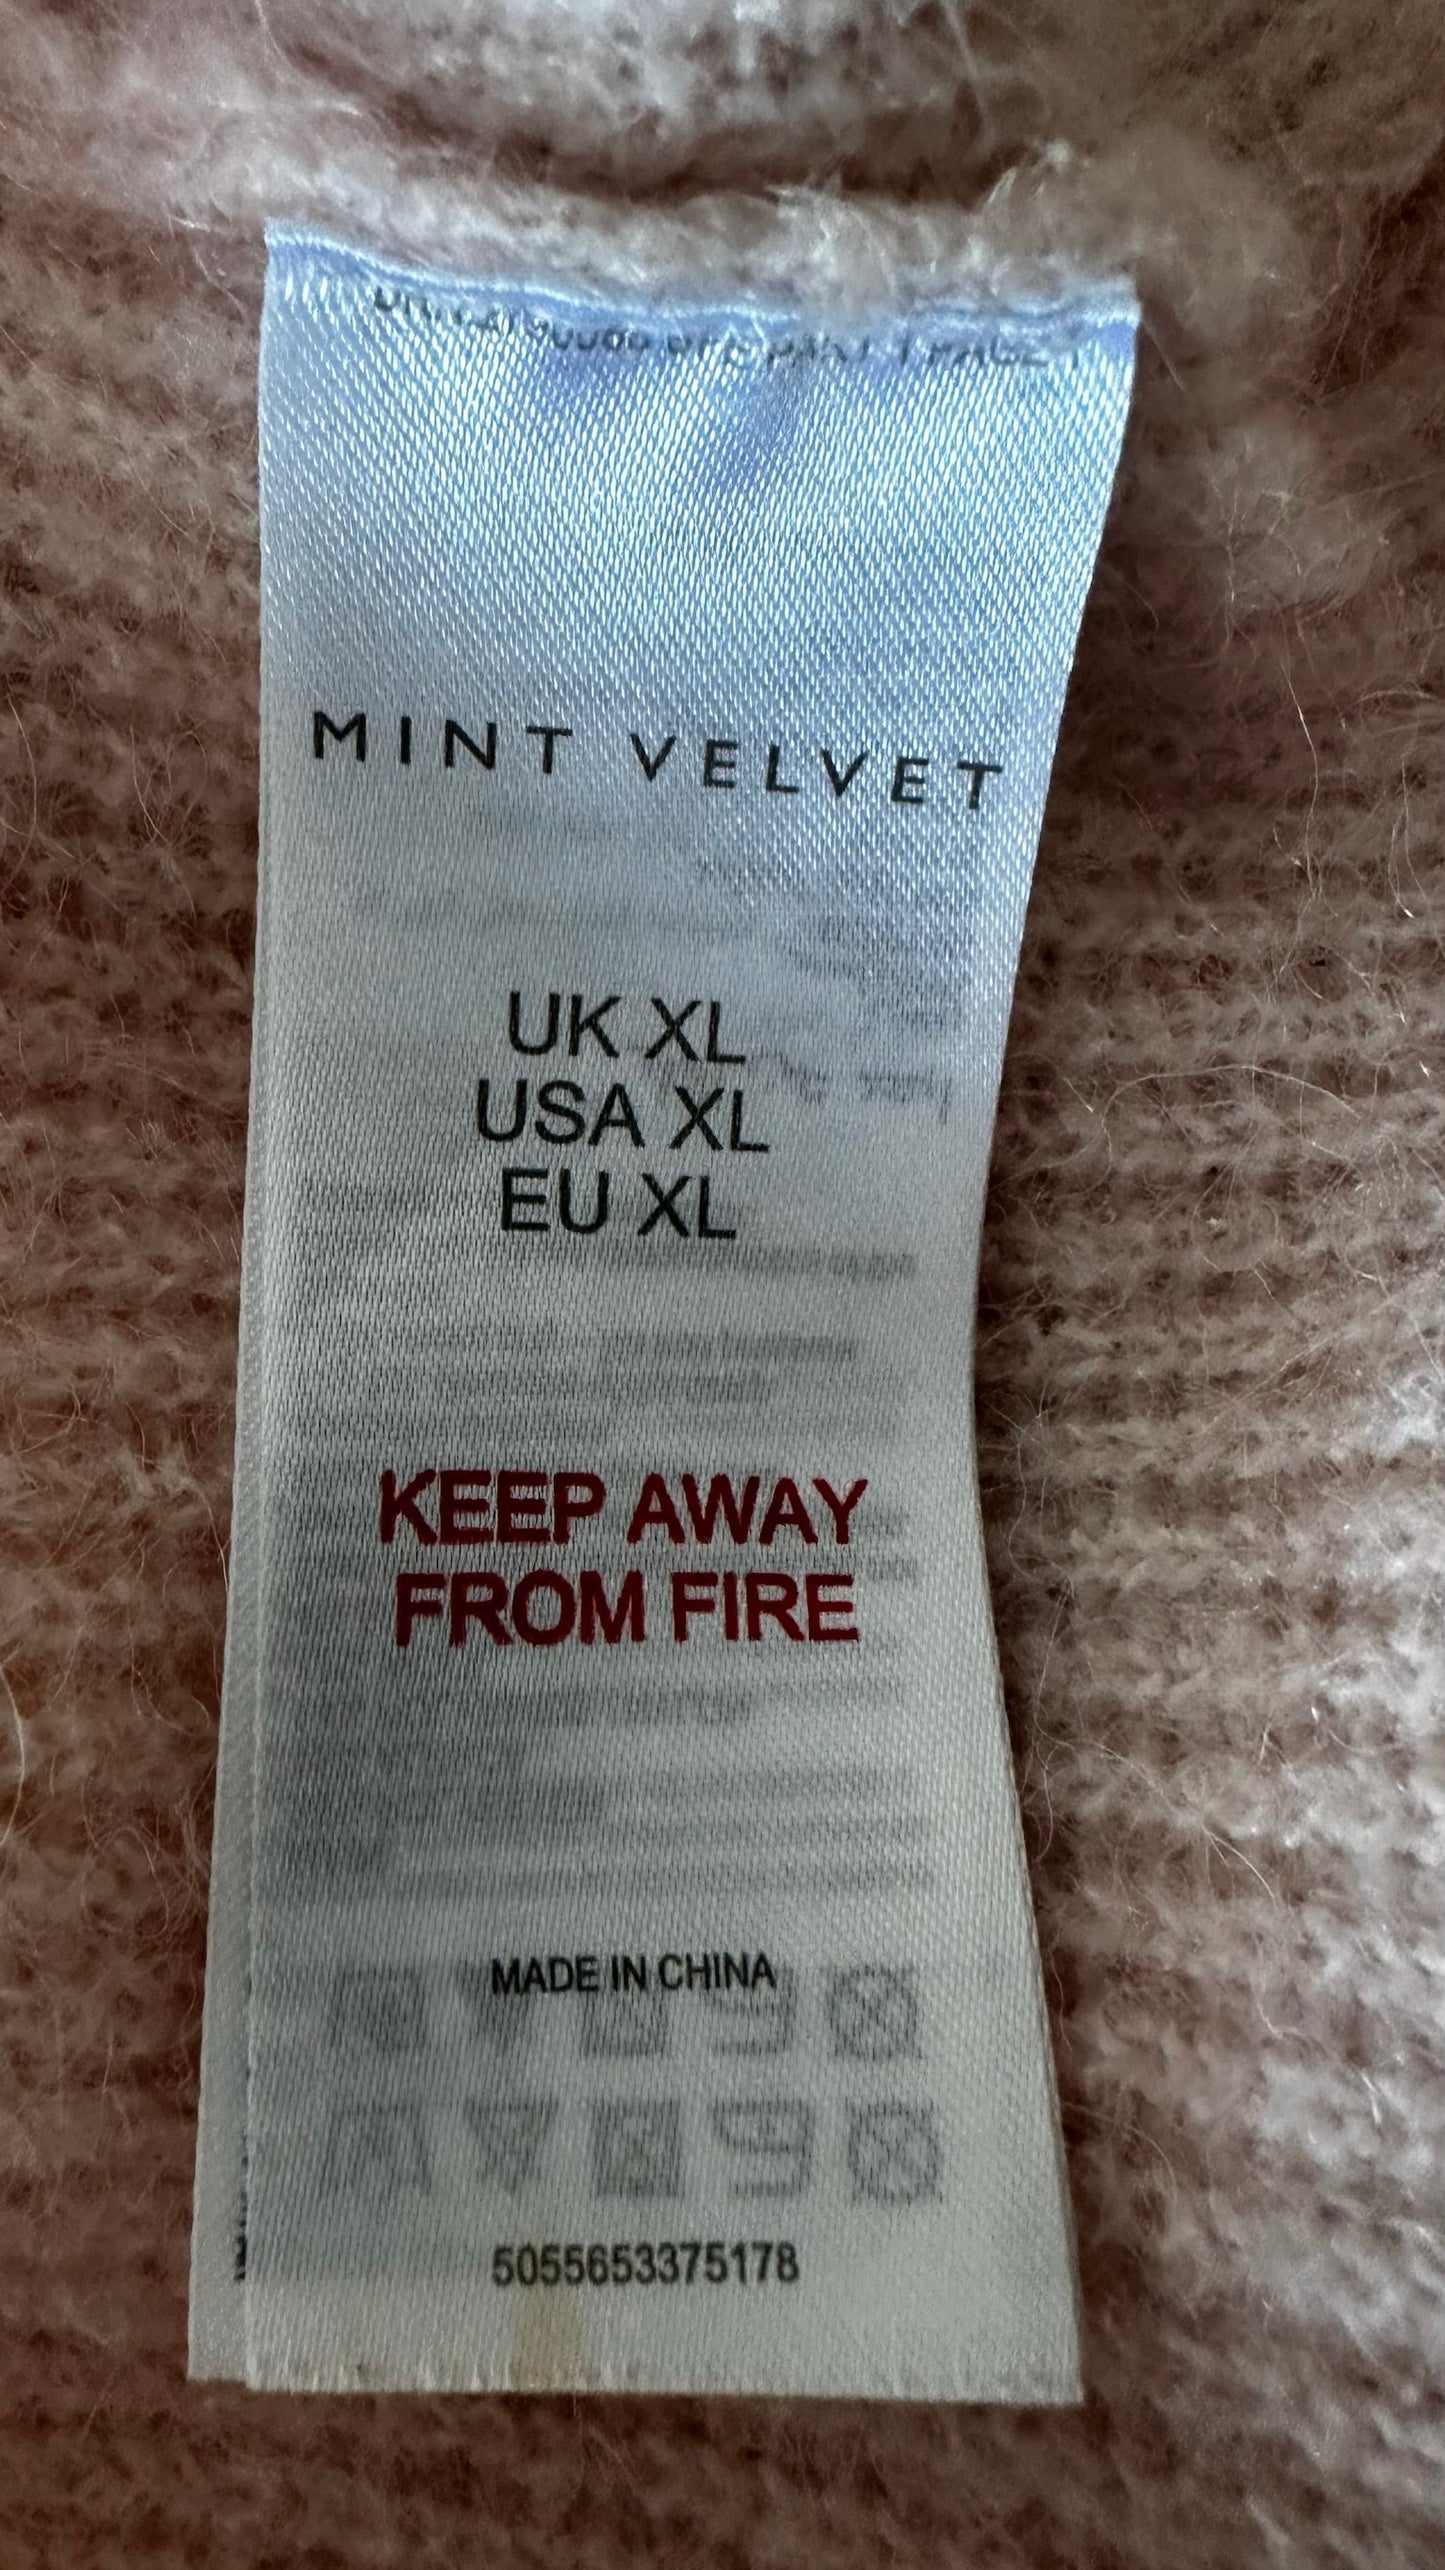 MINT VELVET
UK XL
USA XL
EU XL
KEEP AWAY
FROM FIRE
MADE IN CHINA
5055653375178